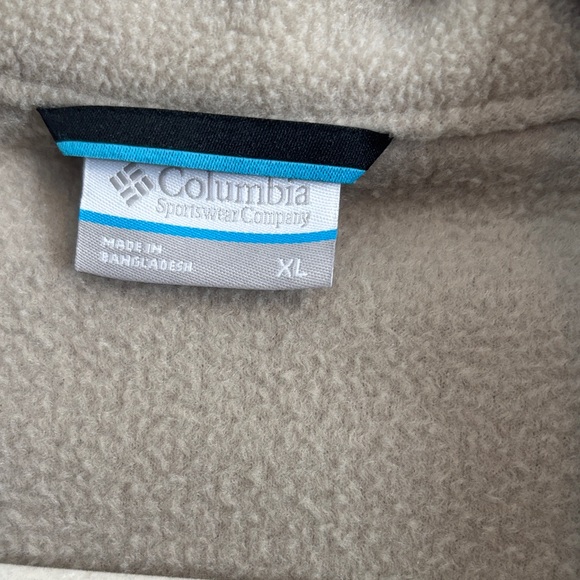 Columbia
Sportswear Company
MADE IN
BANGLADESH
XL